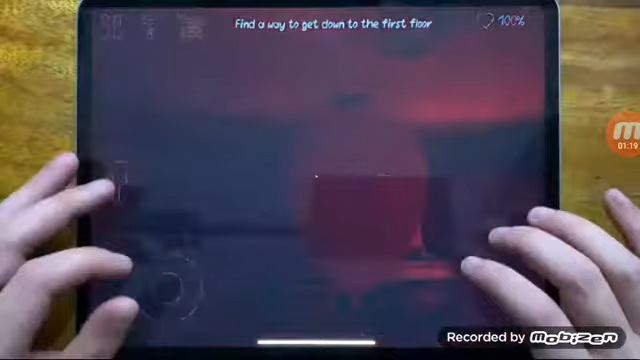 Find a way to get down to the first floor
100%
m
01:19
Recorded by mobizen